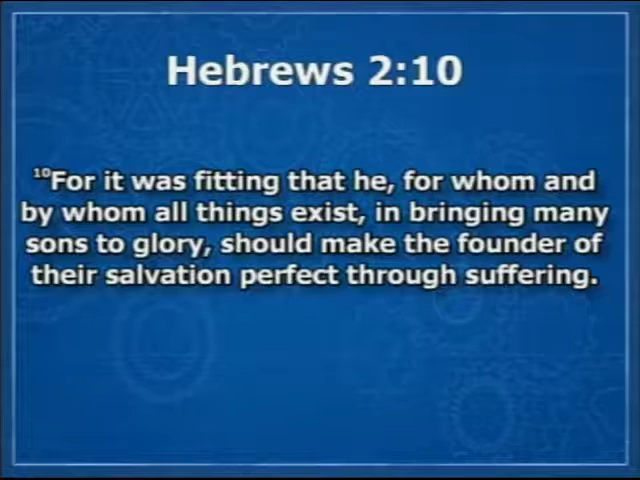 Hebrews 2:10
¹⁰For it was fitting that he, for whom and
by whom all things exist, in bringing many
sons to glory, should make the founder of
their salvation perfect through suffering.